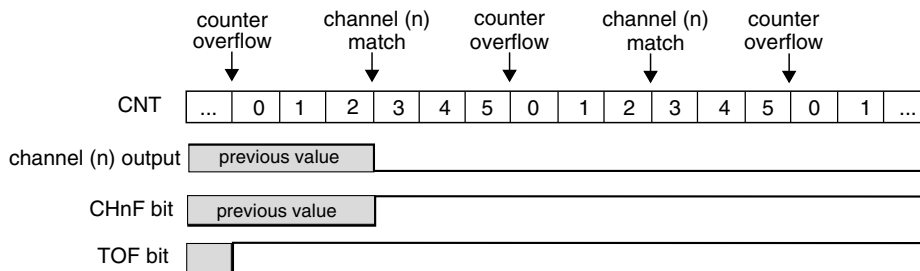 counter overflow
channel (n) match
counter overflow
channel (n) match
counter overflow
CNT ... 0 1 2 3 4 5 0 1 2 3 4 5 0 1 ...
channel (n) output previous value
CHnF bit previous value
TOF bit